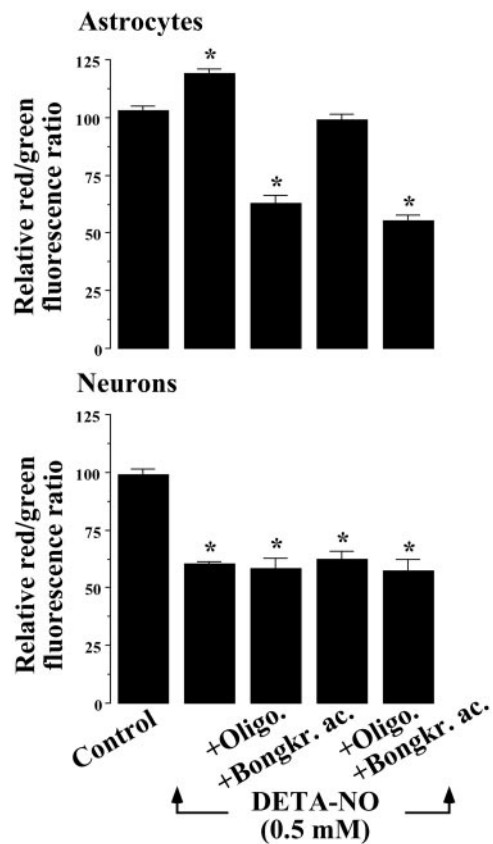 Astrocytes
Relative red/green
fluorescence ratio
125
100
75
50
25
0
*
*
*
Neurons
Relative red/green
fluorescence ratio
125
100
75
50
25
0
*
*
*
*
Control
+Oligo.
+Bongkr. ac.
+Oligo.
+Bongkr. ac.
DETA-NO
(0.5 mM)